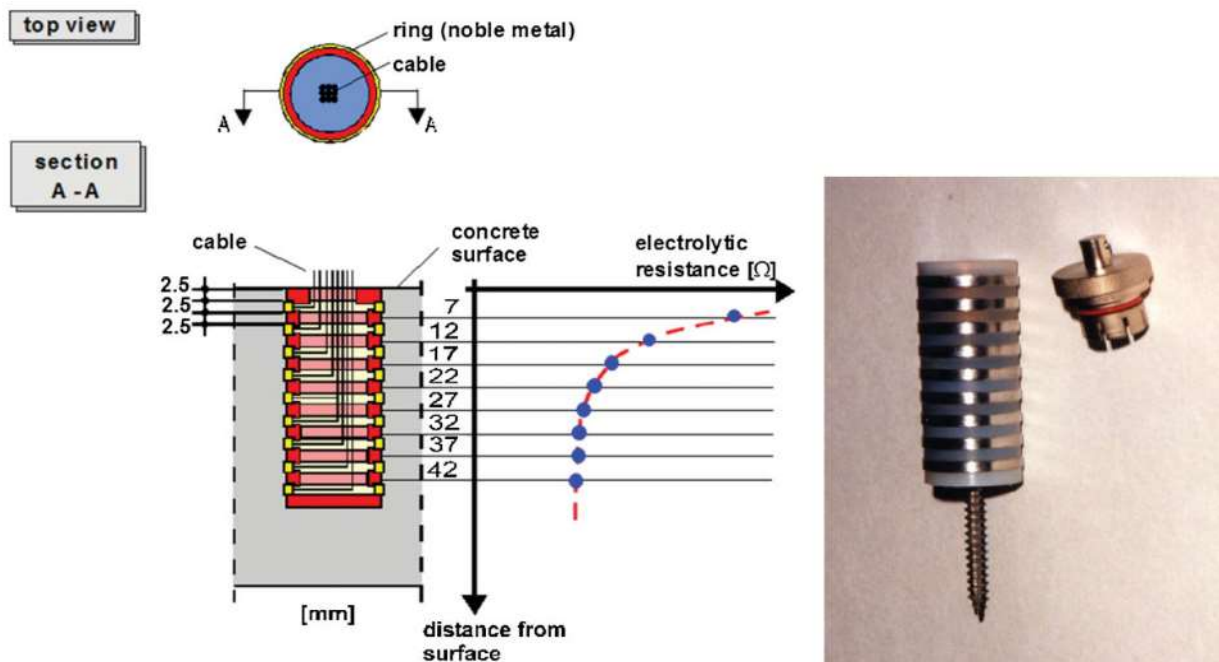 top view
ring (noble metal)
cable
A
A
section
A - A
cable
concrete
surface
electrolytic
resistance [Ω]
2.5
2.5
2.5
7
12
17
22
27
32
37
42
[mm]
distance from
surface